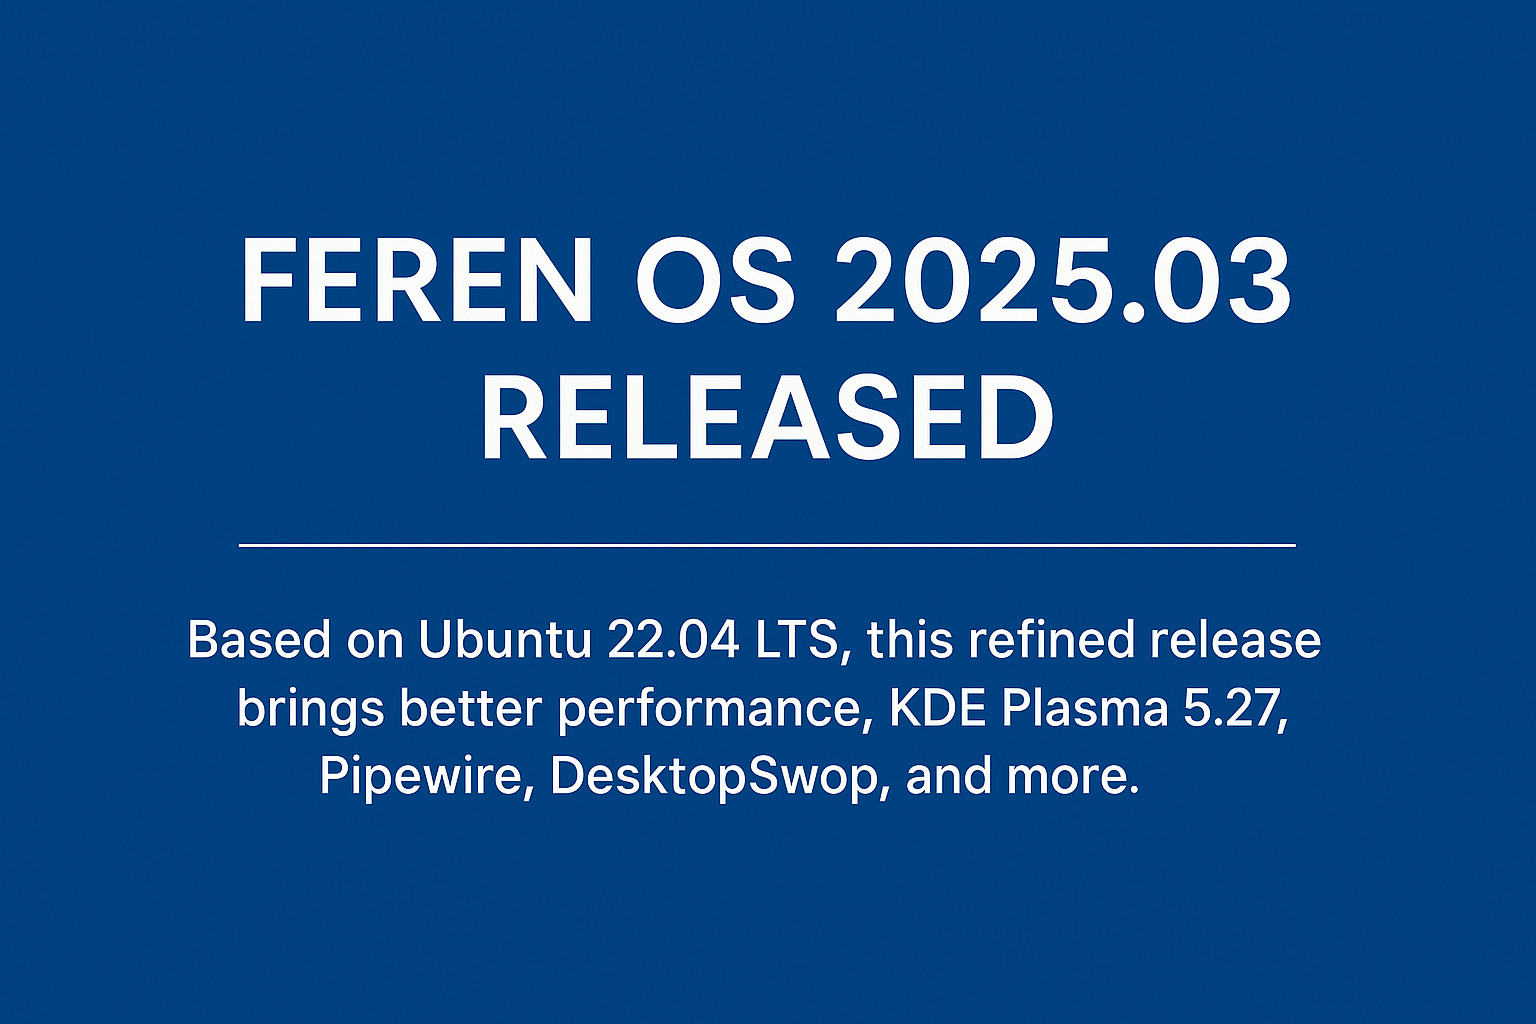 FEREN OS 2025.03
RELEASED
Based on Ubuntu 22.04 LTS, this refined release
brings better performance, KDE Plasma 5.27,
Pipewire, DesktopSwop, and more.